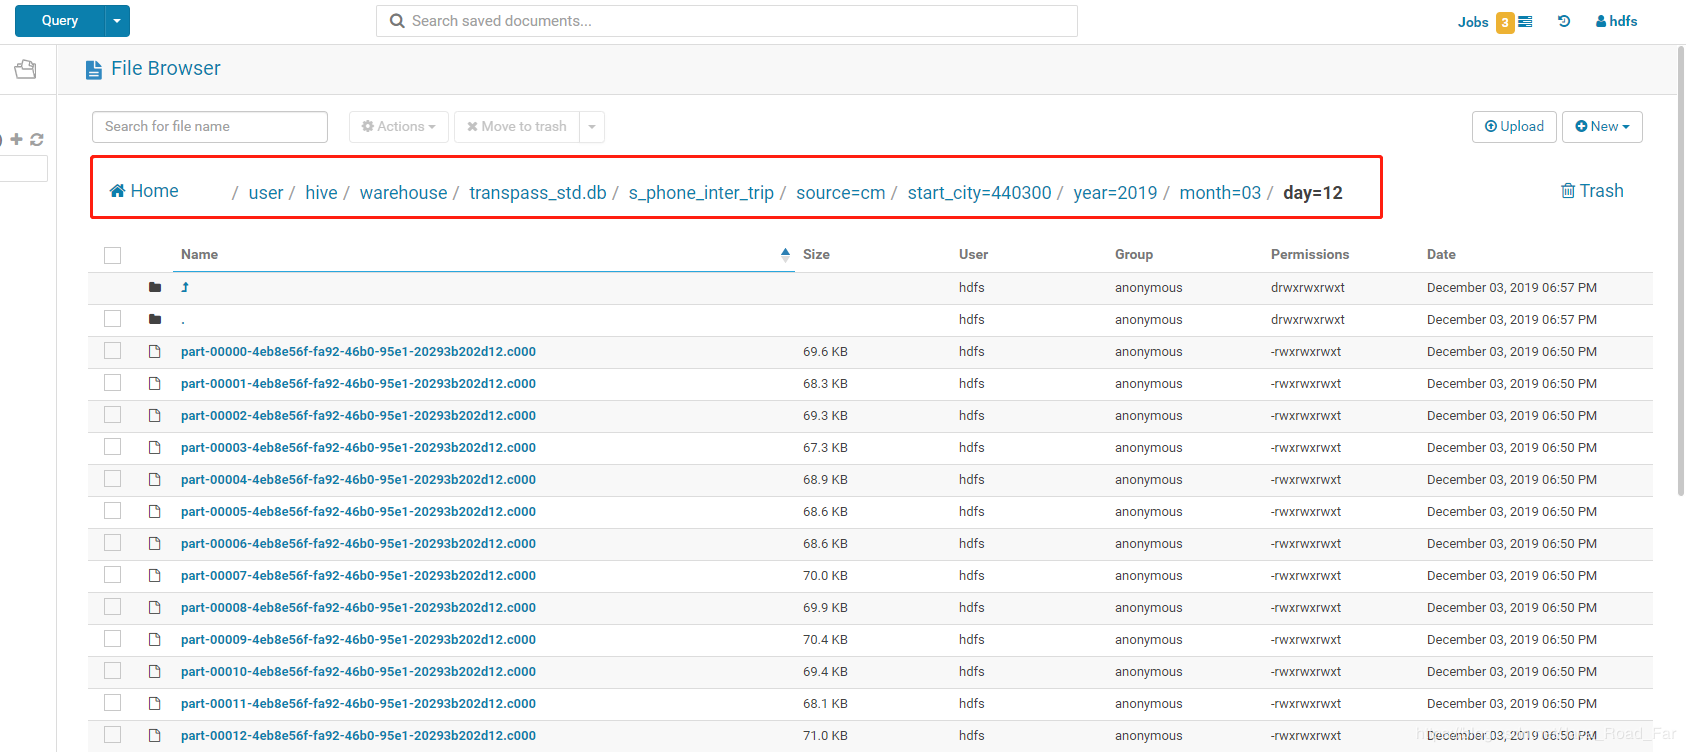 Query
Search saved documents...
Jobs 3 hdfs
File Browser
Search for file name
Actions Move to trash
Upload New
Home / user / hive / warehouse / transpass_std.db / s_phone_inter_trip / source=cm / start_city=440300 / year=2019 / month=03 / day=12
Trash
Name Size User Group Permissions Date
hdfs anonymous drwxrwxrwxt December 03, 2019 06:57 PM
. hdfs anonymous drwxrwxrwxt December 03, 2019 06:57 PM
part-00000-4eb8e56f-fa92-46b0-95e1-20293b202d12.c000 69.6 KB hdfs anonymous -rwxrwxrwxt December 03, 2019 06:50 PM
part-00001-4eb8e56f-fa92-46b0-95e1-20293b202d12.c000 68.3 KB hdfs anonymous -rwxrwxrwxt December 03, 2019 06:50 PM
part-00002-4eb8e56f-fa92-46b0-95e1-20293b202d12.c000 69.3 KB hdfs anonymous -rwxrwxrwxt December 03, 2019 06:50 PM
part-00003-4eb8e56f-fa92-46b0-95e1-20293b202d12.c000 67.3 KB hdfs anonymous -rwxrwxrwxt December 03, 2019 06:50 PM
part-00004-4eb8e56f-fa92-46b0-95e1-20293b202d12.c000 68.9 KB hdfs anonymous -rwxrwxrwxt December 03, 2019 06:50 PM
part-00005-4eb8e56f-fa92-46b0-95e1-20293b202d12.c000 68.6 KB hdfs anonymous -rwxrwxrwxt December 03, 2019 06:50 PM
part-00006-4eb8e56f-fa92-46b0-95e1-20293b202d12.c000 68.6 KB hdfs anonymous -rwxrwxrwxt December 03, 2019 06:50 PM
part-00007-4eb8e56f-fa92-46b0-95e1-20293b202d12.c000 70.0 KB hdfs anonymous -rwxrwxrwxt December 03, 2019 06:50 PM
part-00008-4eb8e56f-fa92-46b0-95e1-20293b202d12.c000 69.9 KB hdfs anonymous -rwxrwxrwxt December 03, 2019 06:50 PM
part-00009-4eb8e56f-fa92-46b0-95e1-20293b202d12.c000 70.4 KB hdfs anonymous -rwxrwxrwxt December 03, 2019 06:50 PM
part-00010-4eb8e56f-fa92-46b0-95e1-20293b202d12.c000 69.4 KB hdfs anonymous -rwxrwxrwxt December 03, 2019 06:50 PM
part-00011-4eb8e56f-fa92-46b0-95e1-20293b202d12.c000 68.1 KB hdfs anonymous -rwxrwxrwxt December 03, 2019 06:50 PM
part-00012-4eb8e56f-fa92-46b0-95e1-20293b202d12.c000 71.0 KB hdfs anonymous -rwxrwxrwxt December 03, 2019 06:50 PM